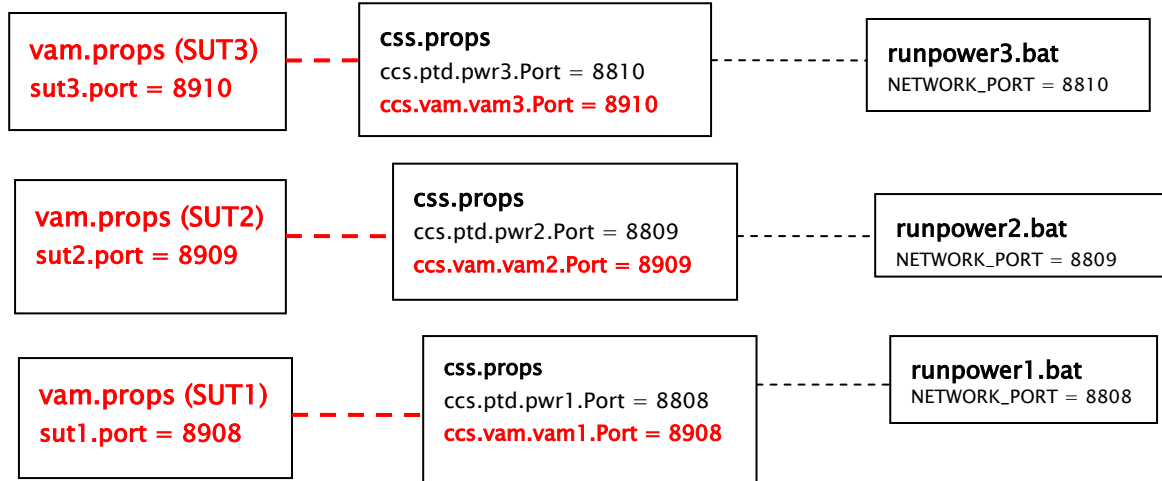 vam.props (SUT3)
sut3.port = 8910
css.props
ccs.ptd.pwr3.Port = 8810
ccs.vam.vam3.Port = 8910
runpower3.bat
NETWORK_PORT = 8810
vam.props (SUT2)
sut2.port = 8909
css.props
ccs.ptd.pwr2.Port = 8809
ccs.vam.vam2.Port = 8909
runpower2.bat
NETWORK_PORT = 8809
vam.props (SUT1)
sut1.port = 8908
css.props
ccs.ptd.pwr1.Port = 8808
ccs.vam.vam1.Port = 8908
runpower1.bat
NETWORK_PORT = 8808